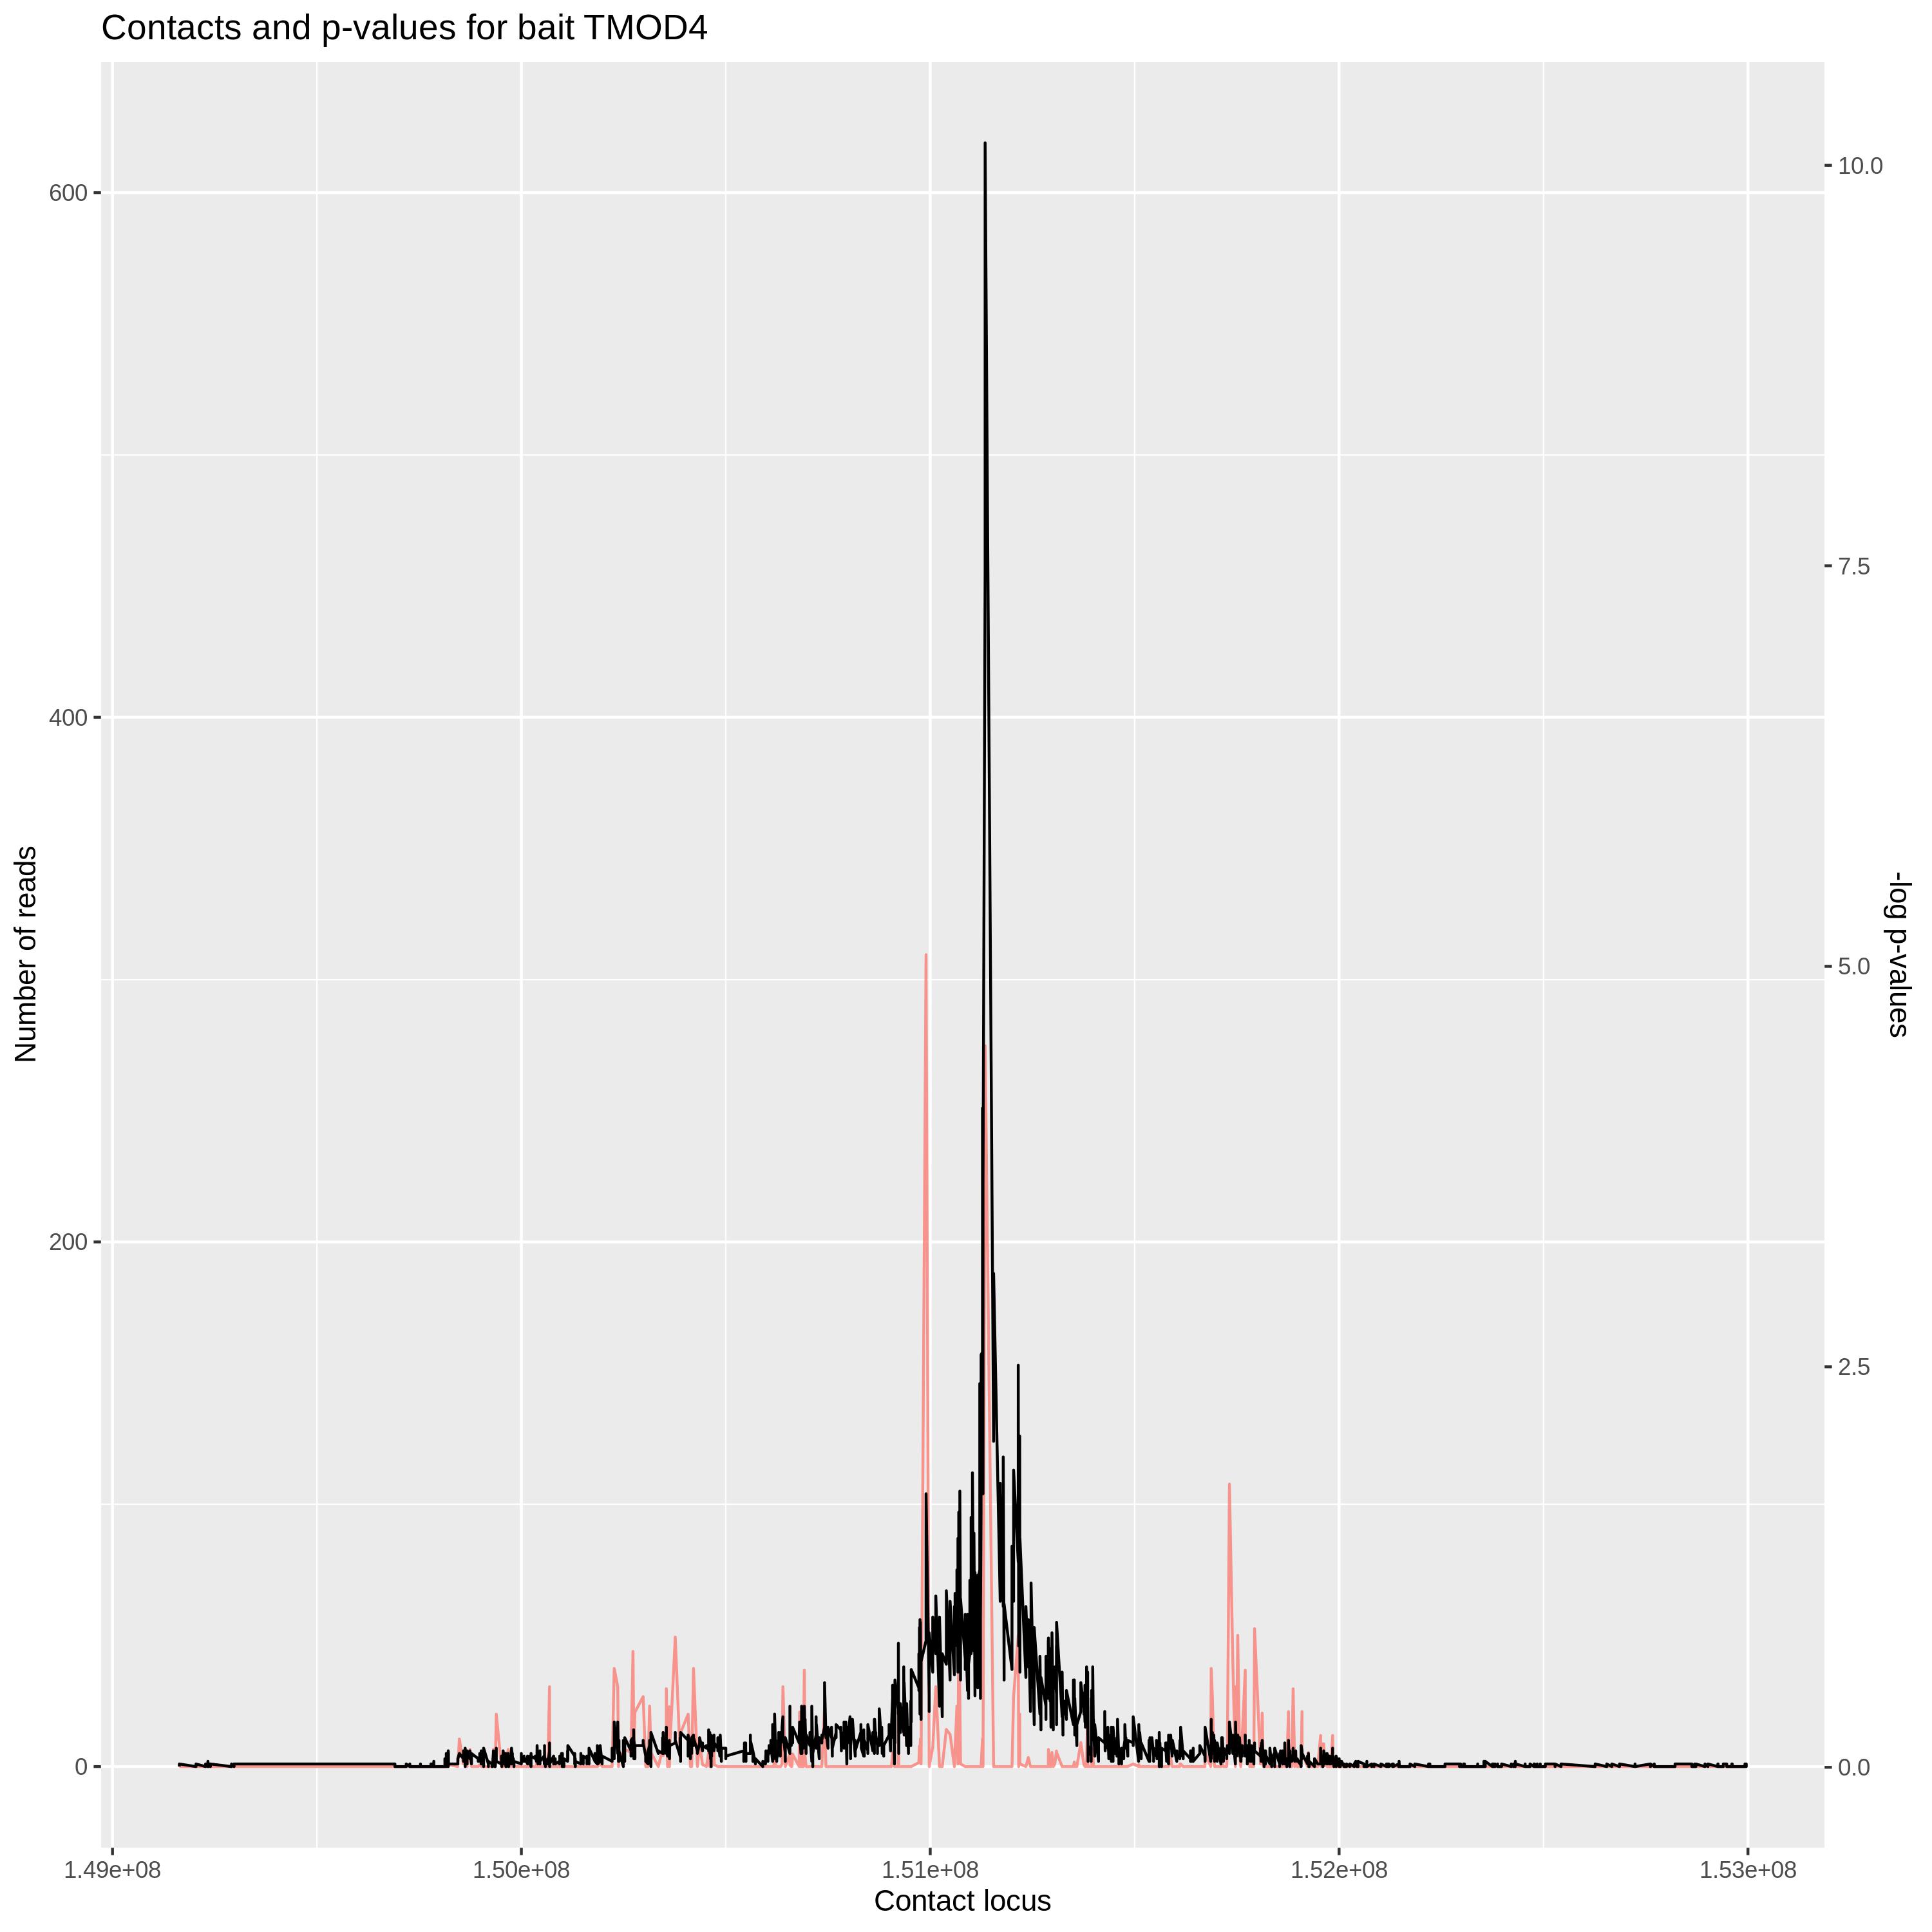 Contacts and p-values for bait TMOD4
600
400
200
0
Number of reads
10.0
7.5
5.0
2.5
0.0
-log p-values
1.49e+08
1.50e+08
1.51e+08
1.52e+08
1.53e+08
Contact locus